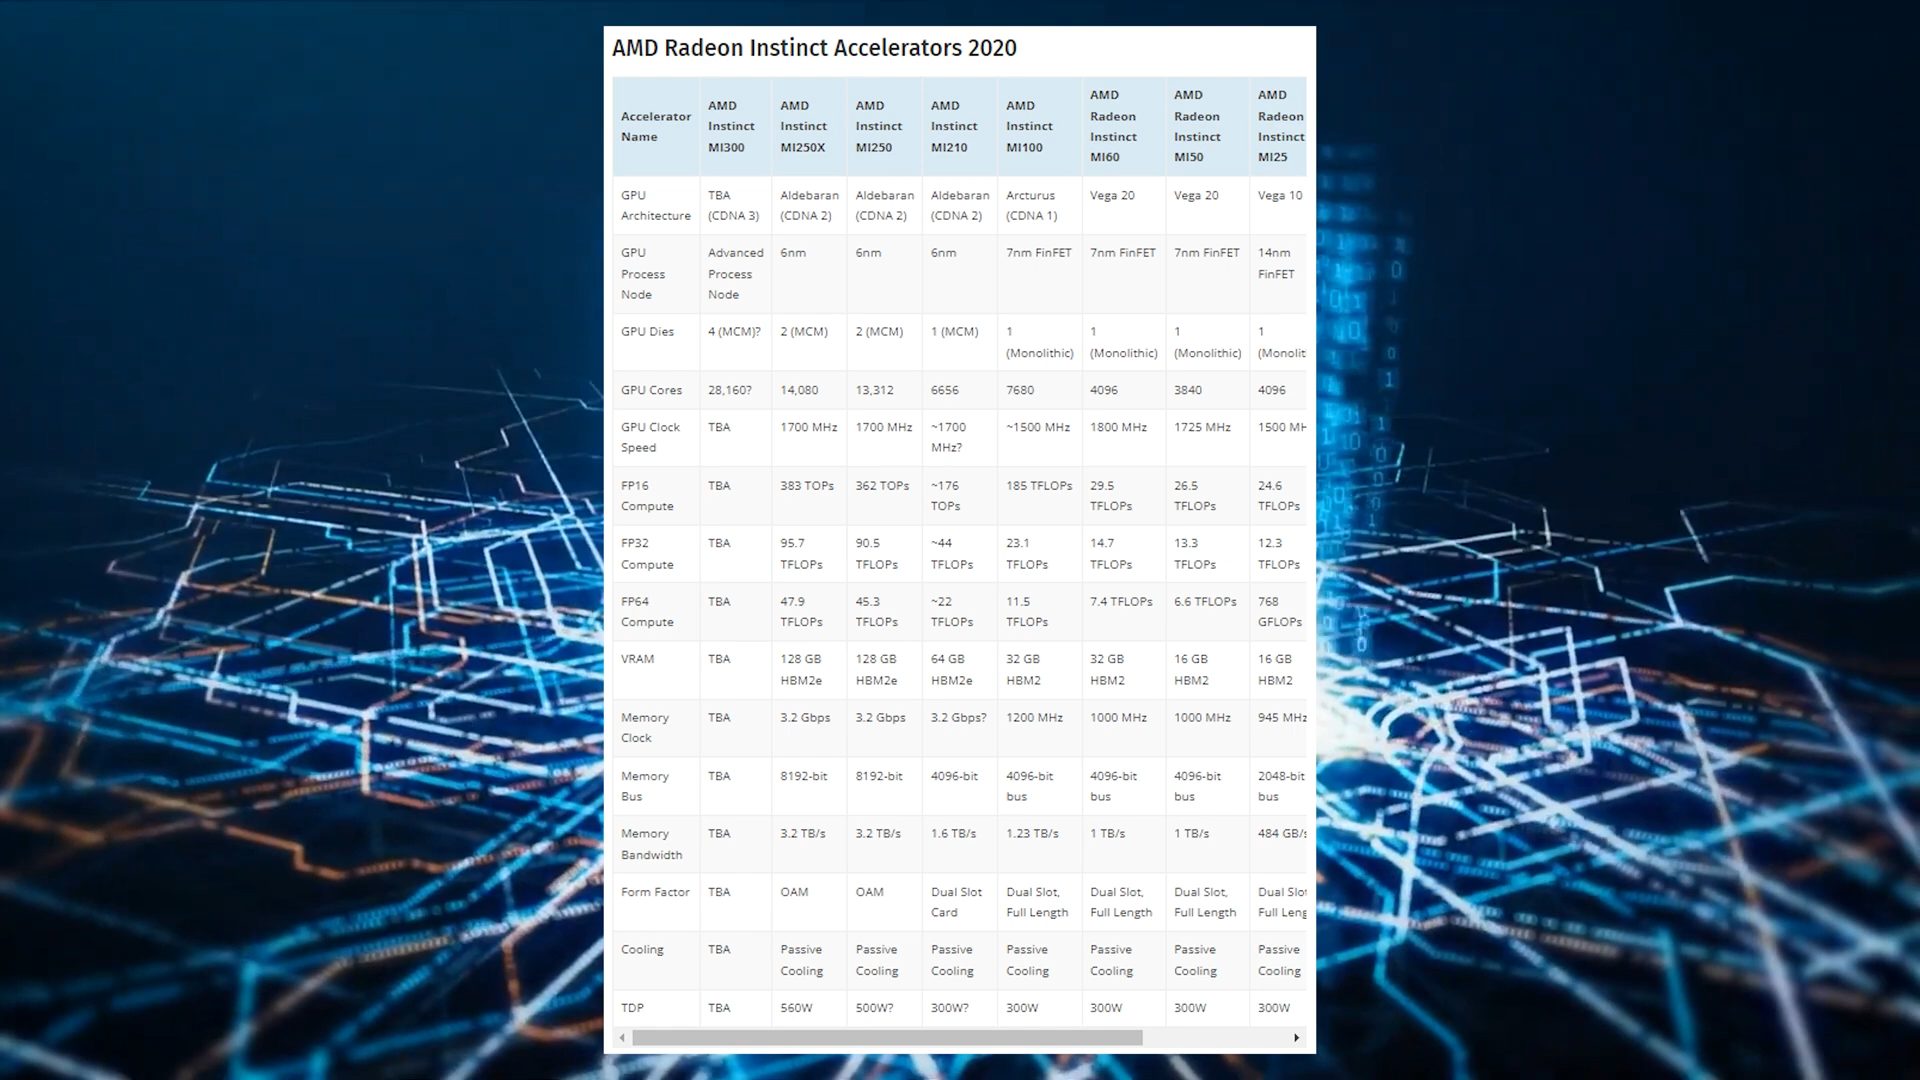 AMD Radeon Instinct Accelerators 2020
Accelerator Name | AMD Instinct MI300 | AMD Instinct MI250X | AMD Instinct MI250 | AMD Instinct MI210 | AMD Instinct MI100 | AMD Radeon Instinct MI60 | AMD Radeon Instinct MI50 | AMD Radeon Instinct MI25
GPU Architecture | TBA (CDNA 3) | Aldebaran (CDNA 2) | Aldebaran (CDNA 2) | Aldebaran (CDNA 2) | Arcturus (CDNA 1) | Vega 20 | Vega 20 | Vega 10
GPU Process Node | Advanced Process Node | 6nm | 6nm | 6nm | 7nm FinFET | 7nm FinFET | 7nm FinFET | 14nm FinFET
GPU Dies | 4 (MCM)? | 2 (MCM) | 2 (MCM) | 1 (MCM) | 1 (Monolithic) | 1 (Monolithic) | 1 (Monolithic) | 1 (Monolit
GPU Cores | 28,160? | 14,080 | 13,312 | 6656 | 7680 | 4096 | 3840 | 4096
GPU Clock Speed | TBA | 1700 MHz | 1700 MHz | ~1700 MHz? | ~1500 MHz | 1800 MHz | 1725 MHz | 1500 MH
FP16 Compute | TBA | 383 TOPs | 362 TOPs | ~176 TOPs | 185 TFLOPs | 29.5 TFLOPs | 26.5 TFLOPs | 24.6 TFLOPs
FP32 Compute | TBA | 95.7 TFLOPs | 90.5 TFLOPs | ~44 TFLOPs | 23.1 TFLOPs | 14.7 TFLOPs | 13.3 TFLOPs | 12.3 TFLOPs
FP64 Compute | TBA | 47.9 TFLOPs | 45.3 TFLOPs | ~22 TFLOPs | 11.5 TFLOPs | 7.4 TFLOPs | 6.6 TFLOPs | 768 GFLOPs
VRAM | TBA | 128 GB HBM2e | 128 GB HBM2e | 64 GB HBM2e | 32 GB HBM2 | 32 GB HBM2 | 16 GB HBM2 | 16 GB HBM2
Memory Clock | TBA | 3.2 Gbps | 3.2 Gbps | 3.2 Gbps? | 1200 MHz | 1000 MHz | 1000 MHz | 945 MHz
Memory Bus | TBA | 8192-bit | 8192-bit | 4096-bit | 4096-bit bus | 4096-bit bus | 4096-bit bus | 2048-bit bus
Memory Bandwidth | TBA | 3.2 TB/s | 3.2 TB/s | 1.6 TB/s | 1.23 TB/s | 1 TB/s | 1 TB/s | 484 GB/s
Form Factor | TBA | OAM | OAM | Dual Slot Card | Dual Slot, Full Length | Dual Slot, Full Length | Dual Slot, Full Length | Dual Slot Full Leng
Cooling | TBA | Passive Cooling | Passive Cooling | Passive Cooling | Passive Cooling | Passive Cooling | Passive Cooling | Passive Cooling
TDP | TBA | 560W | 500W? | 300W? | 300W | 300W | 300W | 300W